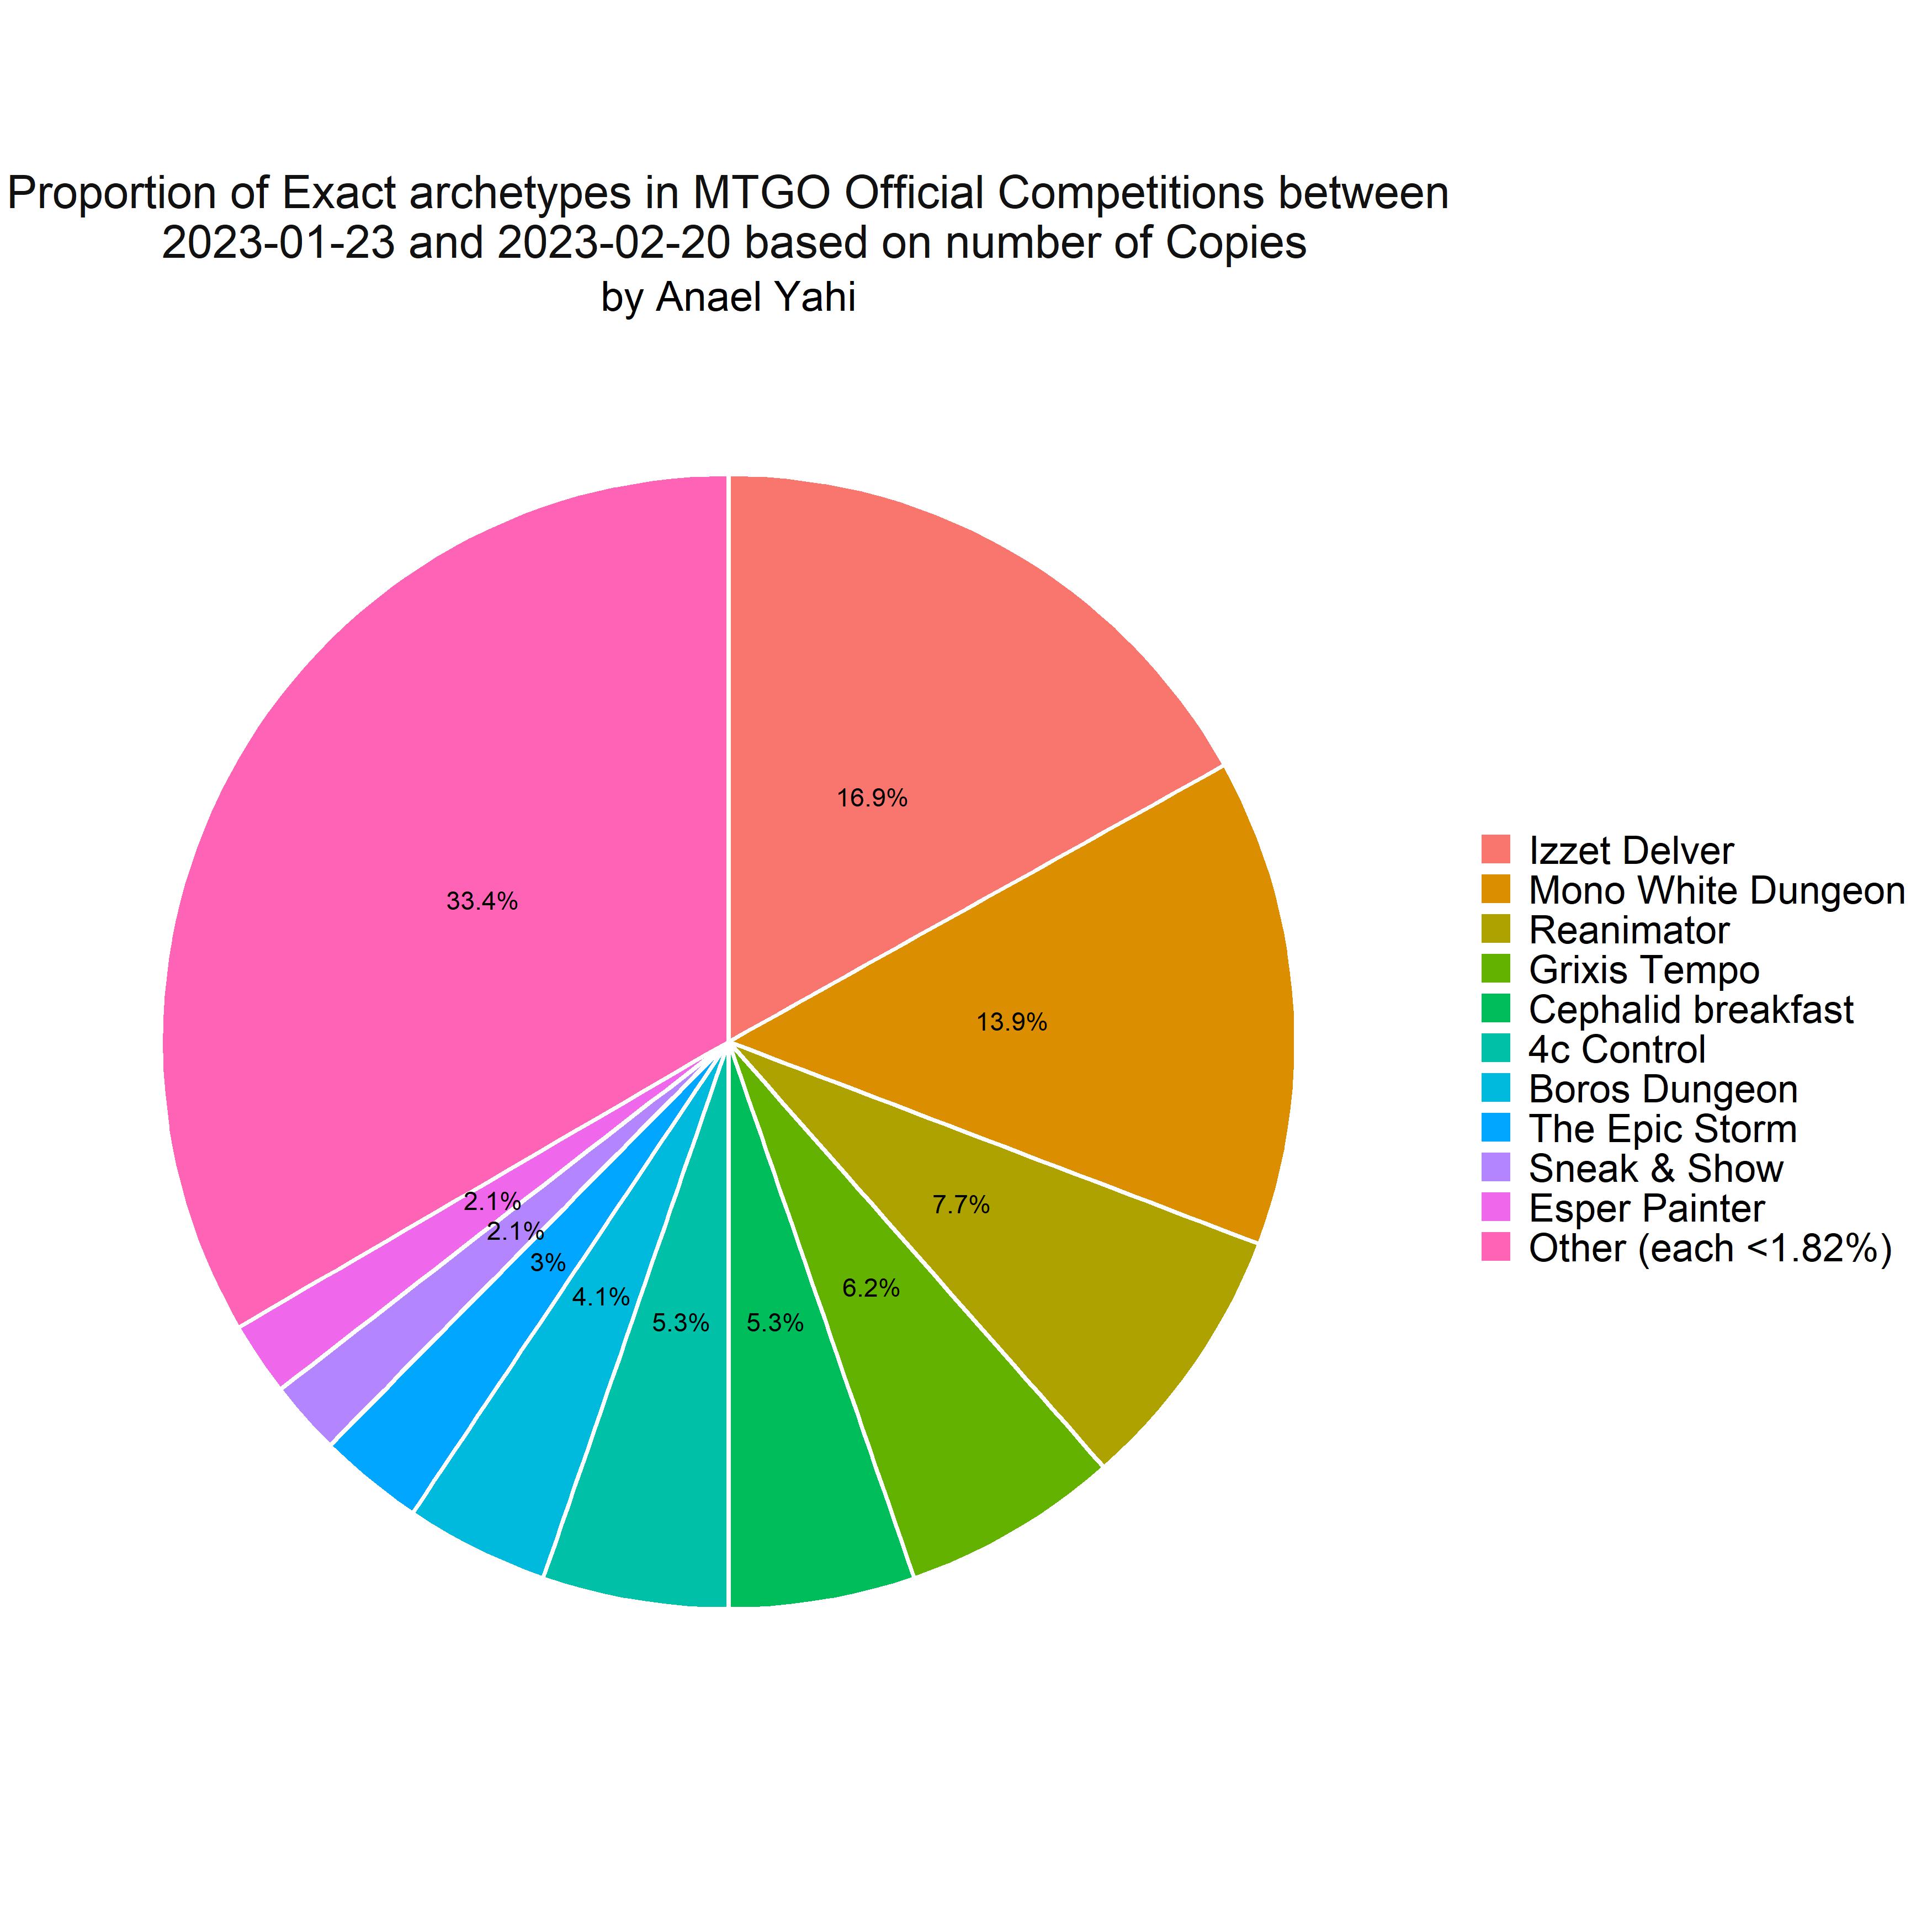 Proportion of Exact archetypes in MTGO Official Competitions between
2023-01-23 and 2023-02-20 based on number of Copies
by Anael Yahi
16.9%
33.4%
13.9%
7.7%
2.1%
2.1%
3%
6.2%
4.1%
5.3%
5.3%
Izzet Delver
Mono White Dungeon
Reanimator
Grixis Tempo
Cephalid breakfast
4c Control
Boros Dungeon
The Epic Storm
Sneak & Show
Esper Painter
Other (each <1.82%)